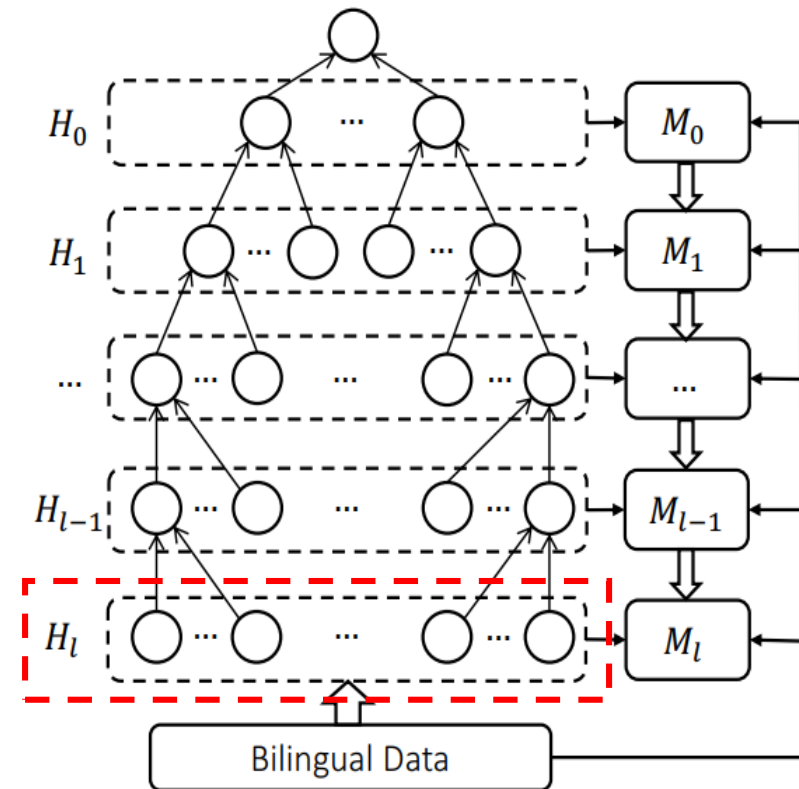 H₀ ... M₀
H₁ ... ... M₁
... ... ... ... ...
Hₗ₋₁ ... ... ... Mₗ₋₁
Hₗ ... ... ... Mₗ
Bilingual Data